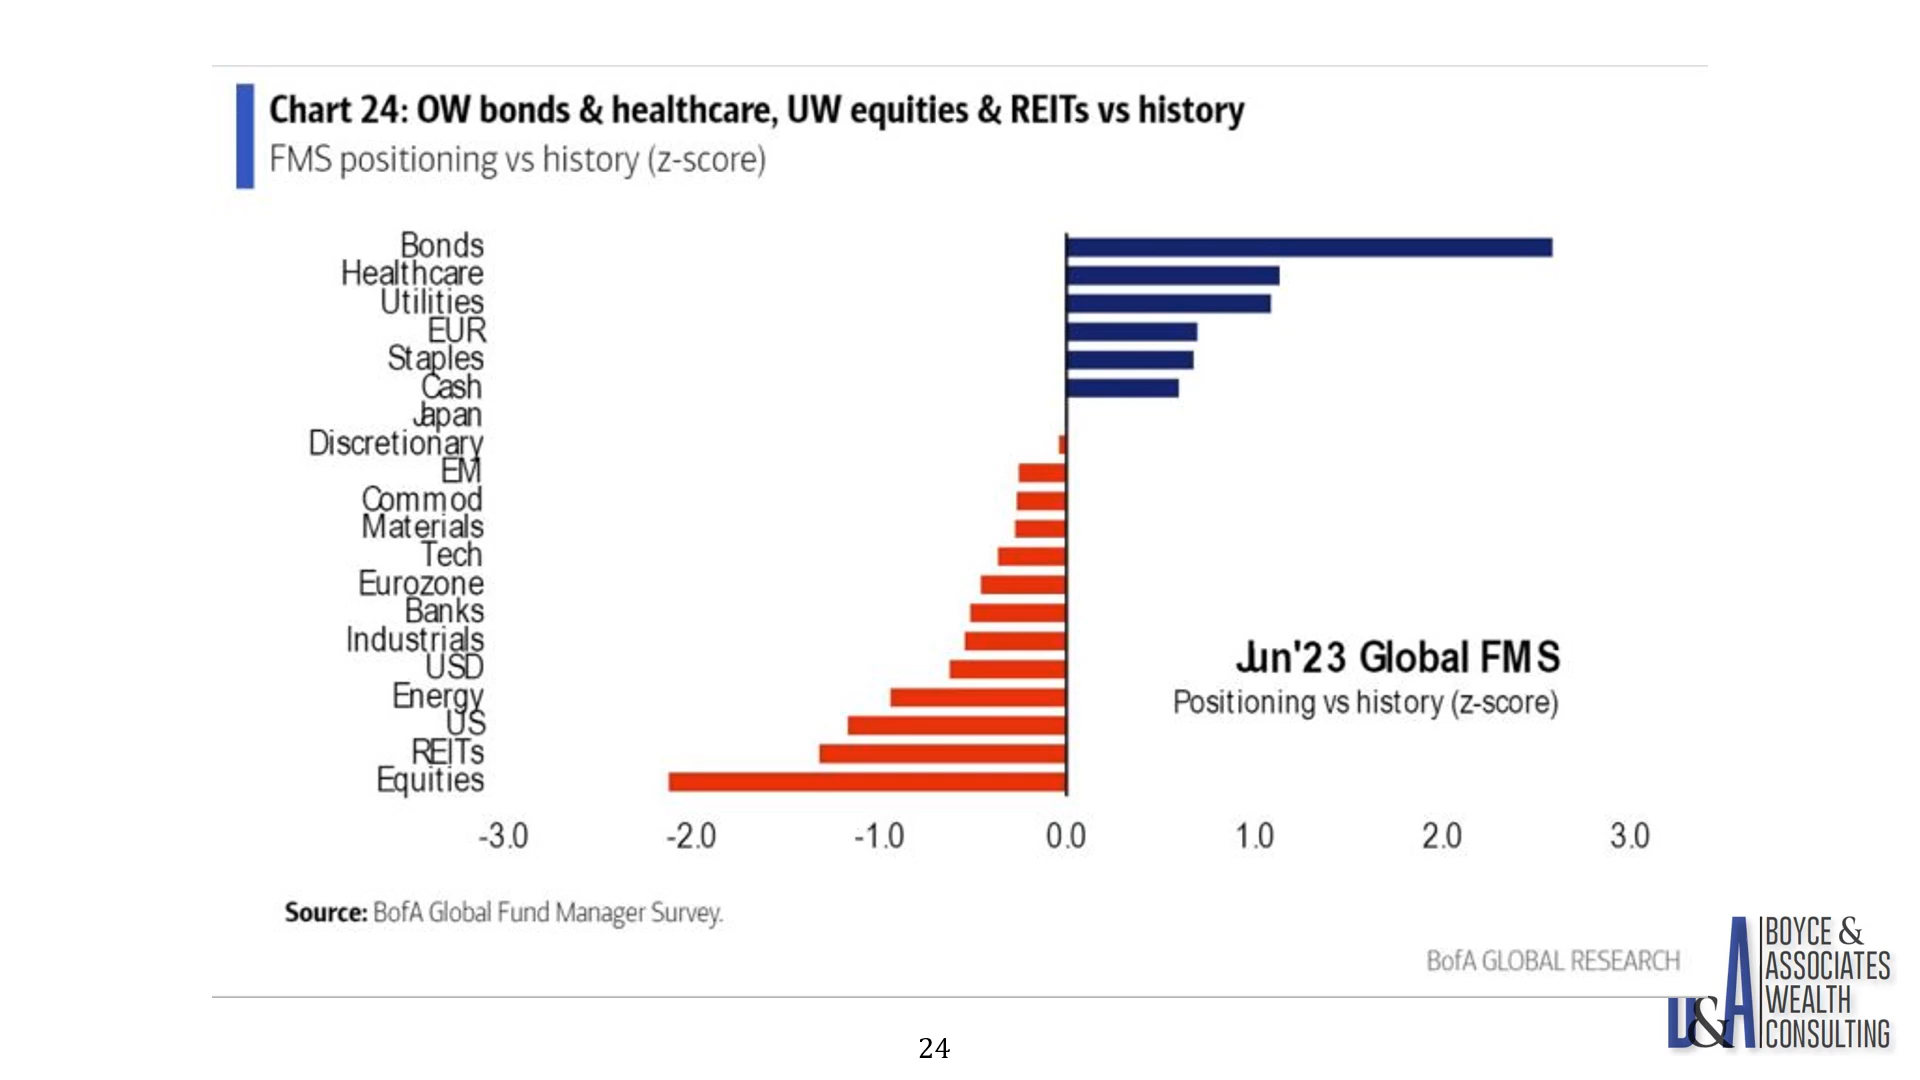 Chart 24: OW bonds & healthcare, UW equities & REITs vs history
FMS positioning vs history (z-score)
Bonds
Healthcare
Utilities
EUR
Staples
Cash
Japan
Discretionary
EM
Commod
Materials
Tech
Eurozone
Banks
Industrials
USD
Energy
US
REITs
Equities
Jun'23 Global FMS
Positioning vs history (z-score)
-3.0 -2.0 -1.0 0.0 1.0 2.0 3.0
Source: BofA Global Fund Manager Survey.
BofA GLOBAL RESEARCH
B&A
BOYCE &
ASSOCIATES
WEALTH
CONSULTING
24